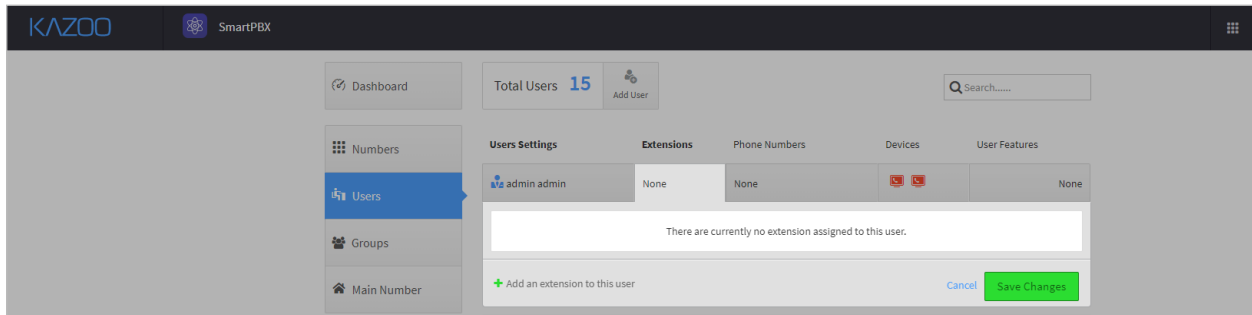 KAZOO SmartPBX
Dashboard
Total Users 15
Add User
Search......
Numbers
Users Settings Extensions Phone Numbers Devices User Features
Users
admin admin None None None
There are currently no extension assigned to this user.
Groups
Add an extension to this user Cancel Save Changes
Main Number